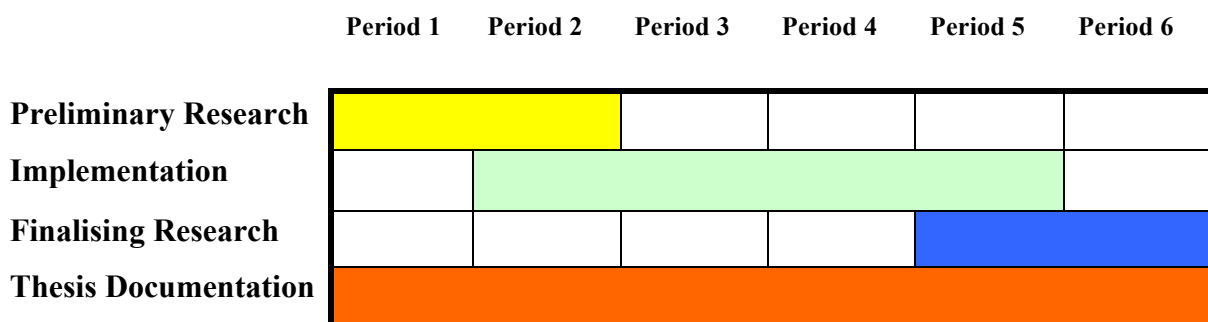 Period 1 Period 2 Period 3 Period 4 Period 5 Period 6
Preliminary Research
Implementation
Finalising Research
Thesis Documentation